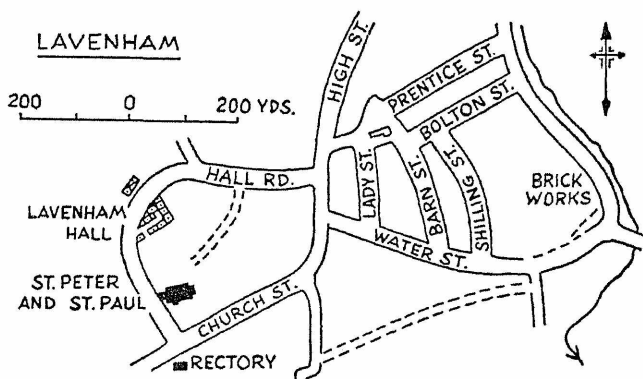 LAVENHAM
200 0 200 YDS.
HIGH ST.
PRENTICE ST.
BOLTON ST.
HALL RD.
LADY ST.
BARN ST.
SHILLING ST.
BRICK
WORKS
LAVENHAM
HALL
WATER ST.
ST. PETER
AND ST. PAUL
CHURCH ST.
RECTORY